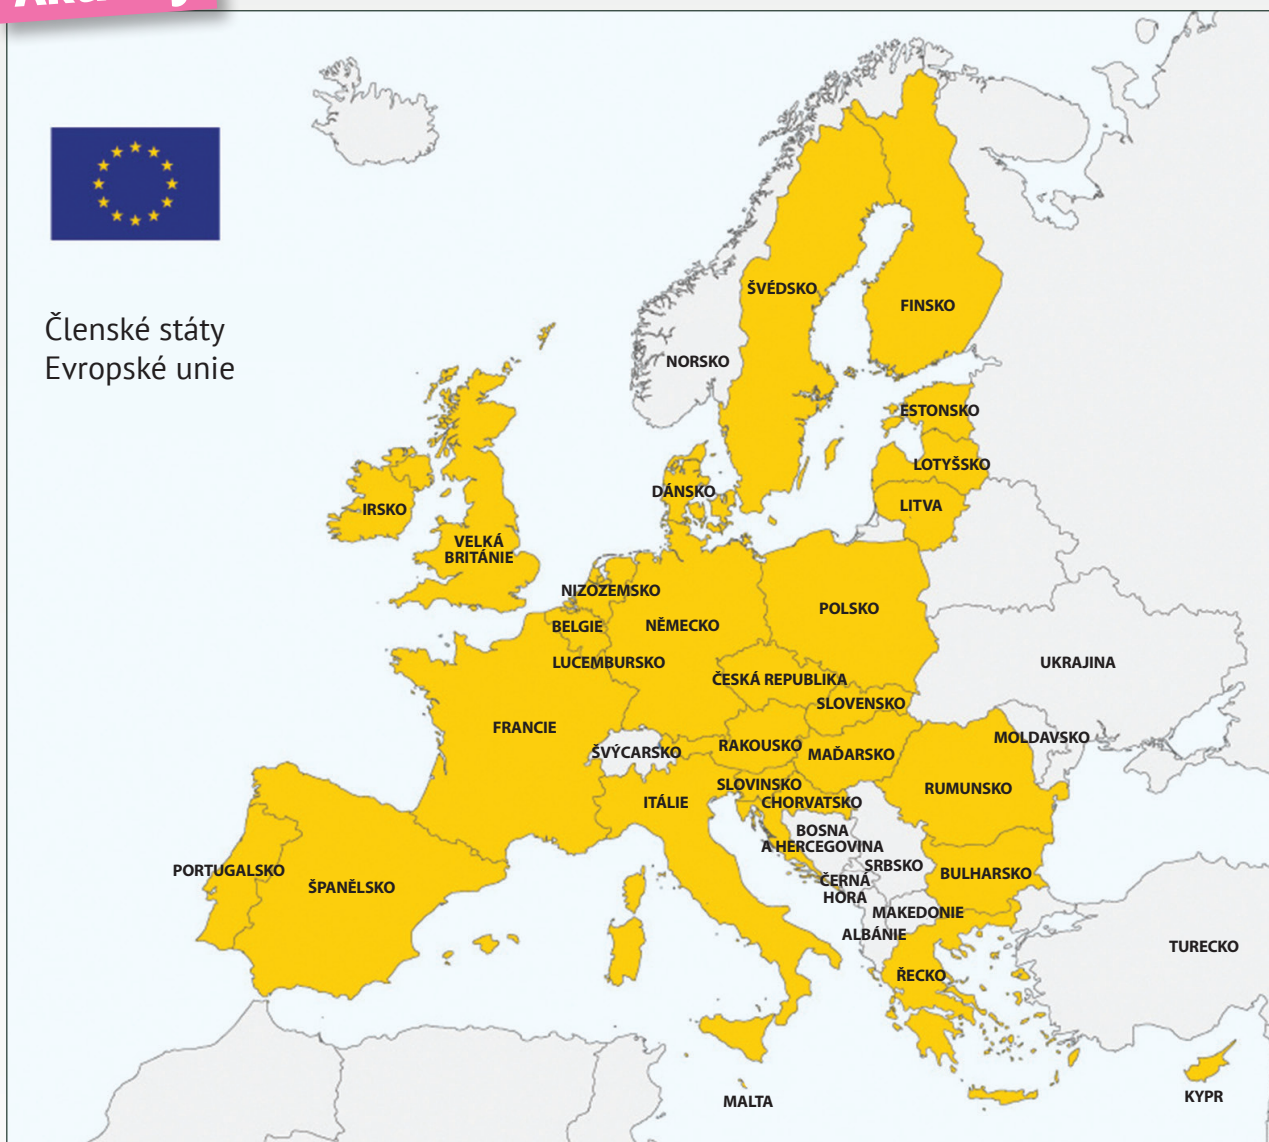 Členské státy
Evropské unie
ŠVÉDSKO
FINSKO
NORSKO
ESTONSKO
LOTYŠSKO
DÁNSKO
LITVA
IRSKO
VELKÁ
BRITÁNIE
NIZOZEMSKO
POLSKO
BELGIE
NĚMECKO
LUCEMBURSKO
UKRAJINA
ČESKÁ REPUBLIKA
SLOVENSKO
FRANCIE
MOLDAVSKO
ŠVÝCARSKO
RAKOUSKO
MAĎARSKO
SLOVINSKO
RUMUNSKO
ITÁLIE
CHORVATSKO
BOSNA
A HERCEGOVINA
SRBSKO
PORTUGALSKO
ŠPANĚLSKO
BULHARSKO
ČERNÁ
HORA
MAKEDONIE
ALBÁNIE
TURECKO
ŘECKO
MALTA
KYPR